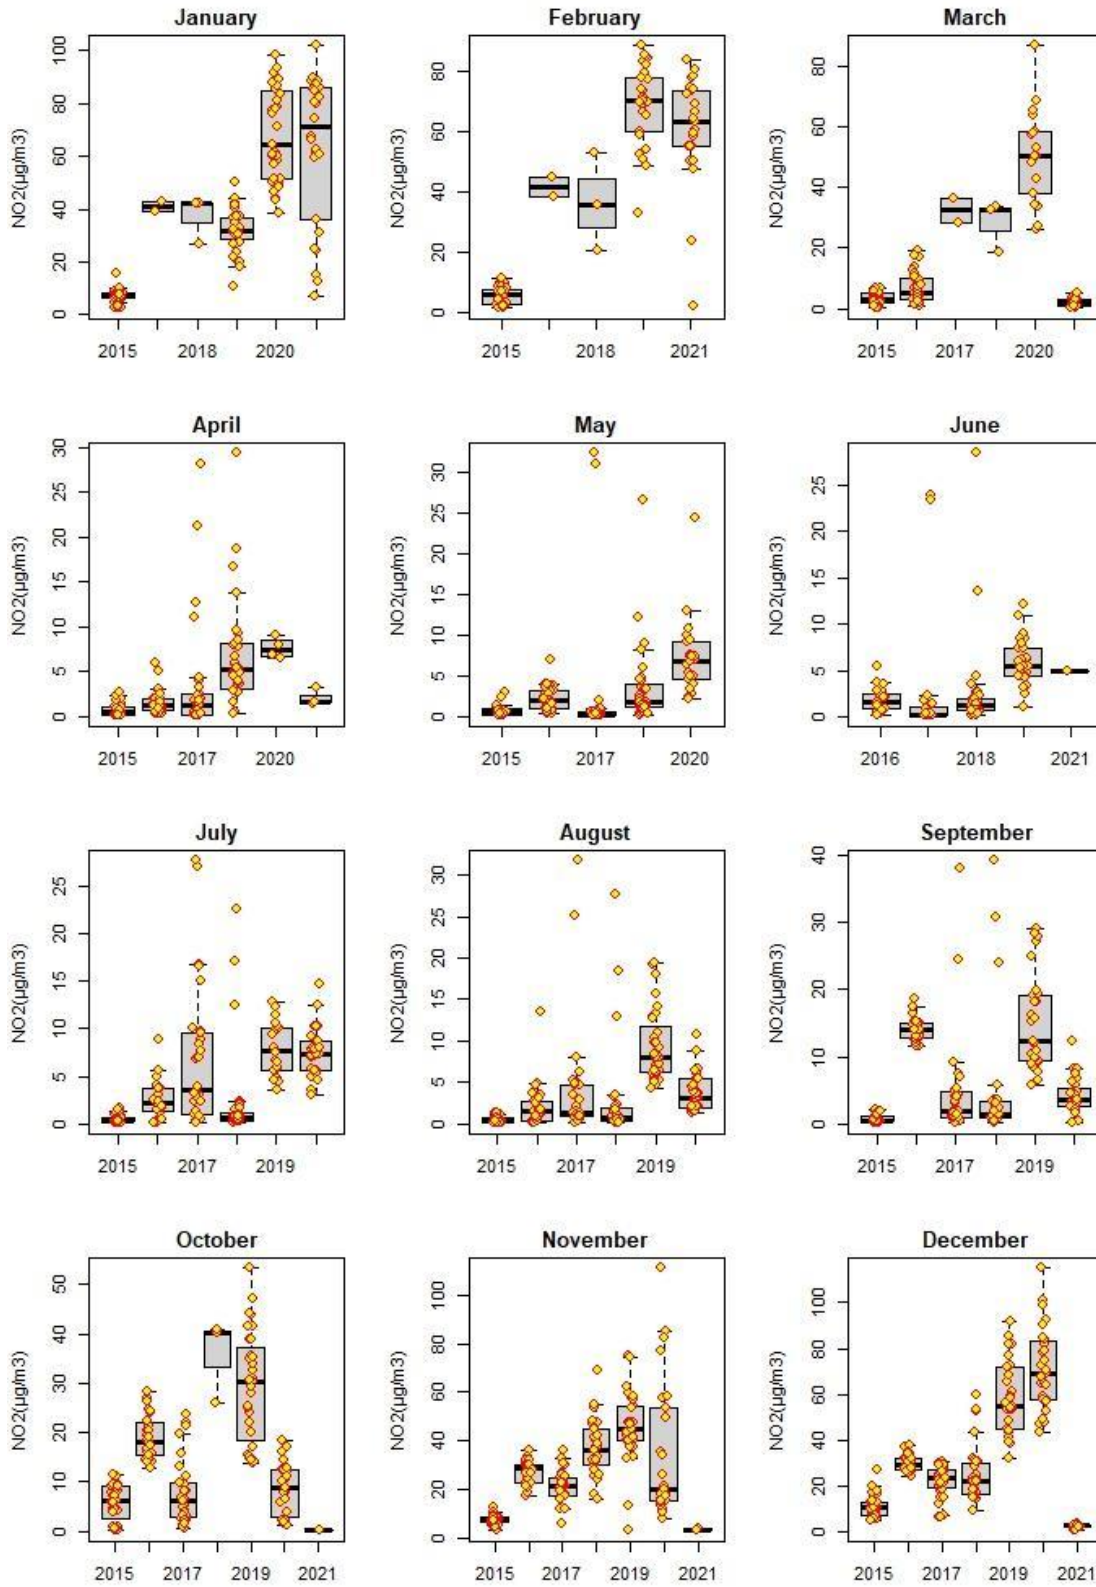 January
NO2(µg/m3)
100
80
60
40
20
0
2015 2018 2020
February
NO2(µg/m3)
80
60
40
20
0
2015 2018 2021
March
NO2(µg/m3)
80
60
40
20
0
2015 2017 2020
April
NO2(µg/m3)
30
25
20
15
10
5
0
2015 2017 2020
May
NO2(µg/m3)
30
25
20
15
10
5
0
2015 2017 2020
June
NO2(µg/m3)
25
20
15
10
5
0
2016 2018 2021
July
NO2(µg/m3)
25
20
15
10
5
0
2015 2017 2019
August
NO2(µg/m3)
30
25
20
15
10
5
0
2015 2017 2019
September
NO2(µg/m3)
40
30
20
10
0
2015 2017 2019
October
NO2(µg/m3)
50
40
30
20
10
0
2015 2017 2019 2021
November
NO2(µg/m3)
100
80
60
40
20
0
2015 2017 2019 2021
December
NO2(µg/m3)
100
80
60
40
20
0
2015 2017 2019 2021